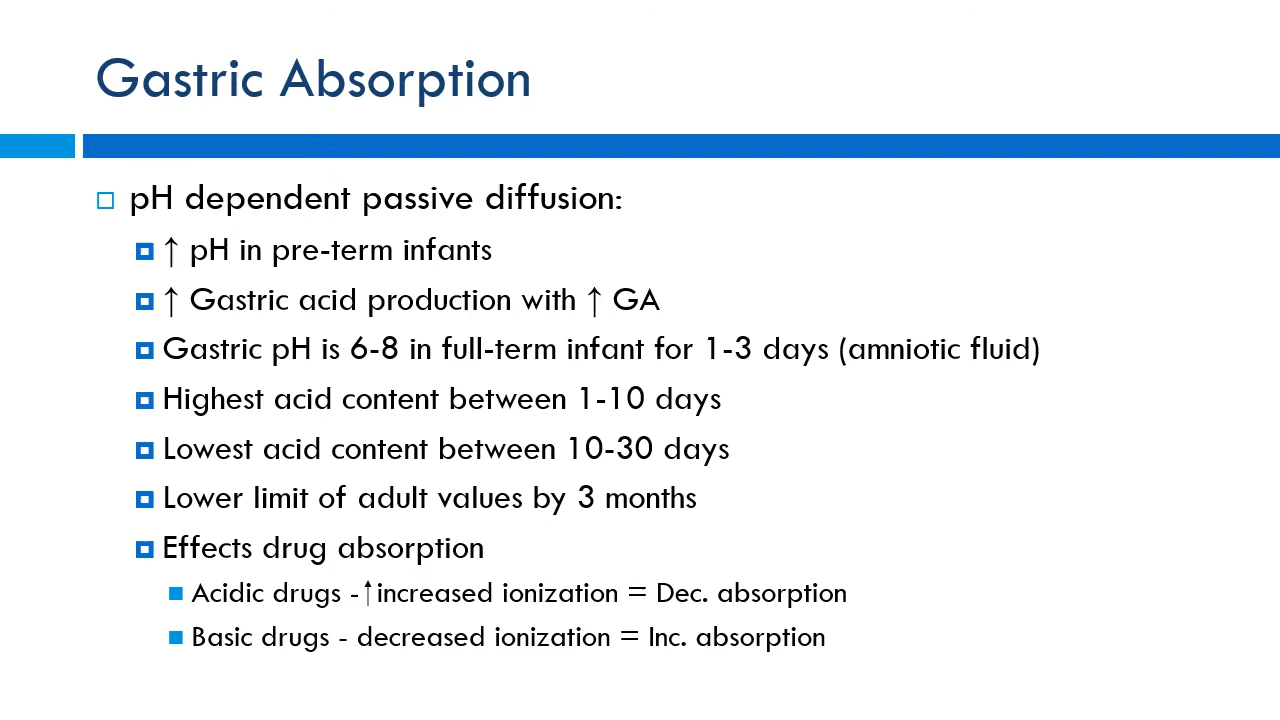 Gastric Absorption
pH dependent passive diffusion:
↑ pH in pre-term infants
↑ Gastric acid production with ↑ GA
Gastric pH is 6-8 in full-term infant for 1-3 days (amniotic fluid)
Highest acid content between 1-10 days
Lowest acid content between 10-30 days
Lower limit of adult values by 3 months
Effects drug absorption
Acidic drugs -↑increased ionization = Dec. absorption
Basic drugs - decreased ionization = Inc. absorption